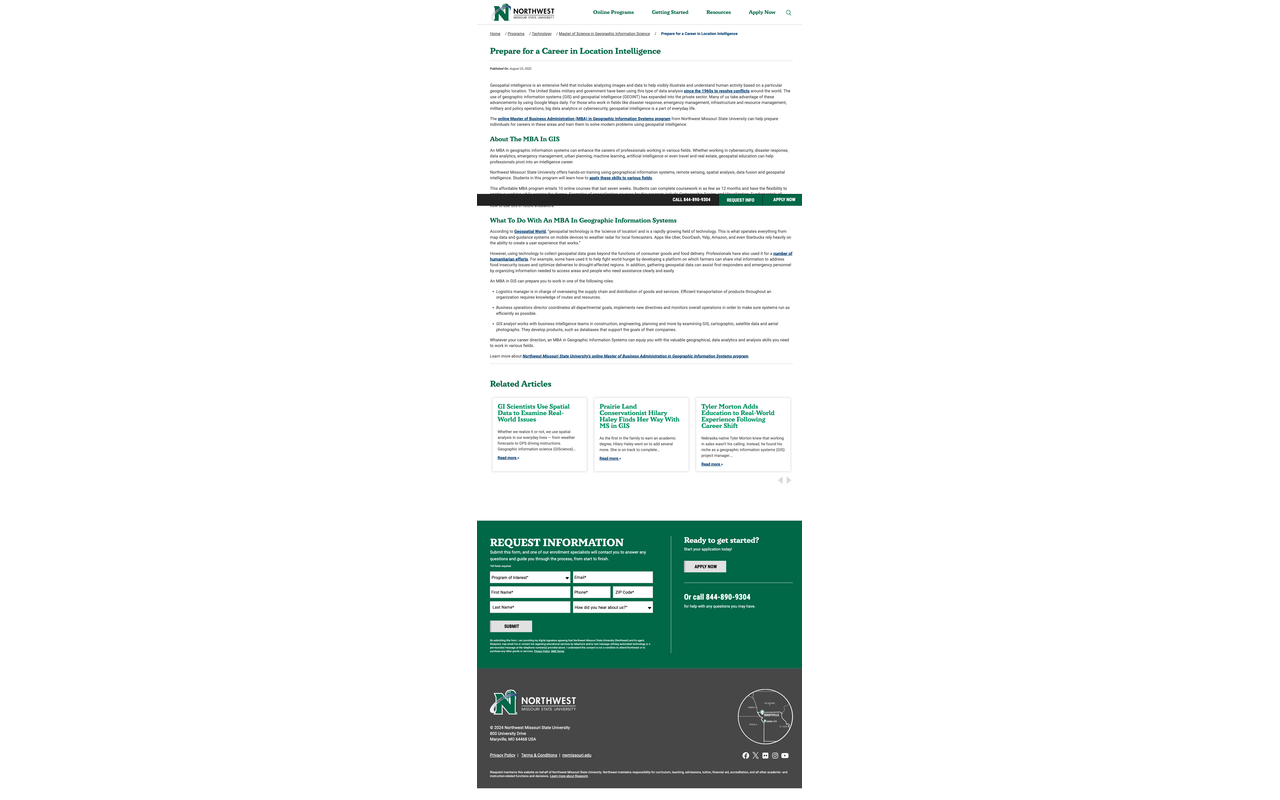 NORTHWEST
MISSOURI STATE UNIVERSITY
Online Programs
Getting Started
Resources
Apply Now
Home / Programs / Technology / Master of Science in Geographic Information Science / Prepare for a Career in Location Intelligence
Prepare for a Career in Location Intelligence
Published On: August 23, 2022
Geospatial intelligence is an extensive field that includes analyzing images and data to help visibly illustrate and understand human activity based on a particular
geographic location. The United States military and government have been using this type of data analysis since the 1960s to resolve conflicts around the world. The
use of geographic information systems (GIS) and geospatial intelligence (GEOINT) has expanded into the private sector. Many of us take advantage of these
advancements by using Google Maps daily. For those who work in fields like disaster response, emergency management, infrastructure and resource management,
military and policy operations, big data analytics or cybersecurity, geospatial intelligence is a part of everyday life.
The online Master of Business Administration (MBA) in Geographic Information Systems program from Northwest Missouri State University can help prepare
individuals for careers in these areas and train them to solve modern problems using geospatial intelligence.
About The MBA In GIS
An MBA in geographic information systems can enhance the careers of professionals working in various fields. Whether working in cybersecurity, disaster response,
data analytics, emergency management, urban planning, machine learning, artificial intelligence or even travel and real estate, geospatial education can help
professionals pivot into an intelligence career.
Northwest Missouri State University offers hands-on training using geographical information systems, remote sensing, spatial analysis, data fusion and geospatial
intelligence. Students in this program will learn how to apply these skills to various fields.
This affordable MBA program entails 10 online courses that last seven weeks. Students can complete coursework in as few as 12 months and have the flexibility to
CALL 844-890-9304
REQUEST INFO
APPLY NOW
What To Do With An MBA In Geographic Information Systems
According to Geospatial World, "geospatial technology is the 'science of location' and is a rapidly growing field of technology. This is what operates everything from
map data and guidance systems on mobile devices to weather radar for local forecasters. Apps like Uber, DoorDash, Yelp, Amazon, and even Starbucks rely heavily on
the ability to create a user experience that works."
However, using technology to collect geospatial data goes beyond the functions of consumer goods and food delivery. Professionals have also used it for a number of
humanitarian efforts. For example, some have used it to help fight world hunger by developing a platform on which farmers can share vital information to address
food insecurity issues and optimize deliveries to drought-affected regions. In addition, gathering geospatial data can assist first responders and emergency personnel
by organizing information needed to access areas and people who need assistance clearly and easily.
An MBA in GIS can prepare you to work in one of the following roles:
• Logistics manager is in charge of overseeing the supply chain and distribution of goods and services. Efficient transportation of products throughout an
organization requires knowledge of routes and resources.
• Business operations director coordinates all departmental goals, implements new directives and monitors overall operations in order to make sure systems run as
efficiently as possible.
• GIS analyst works with business intelligence teams in construction, engineering, planning and more by examining GIS, cartographic, satellite data and aerial
photographs. They develop products, such as databases that support the goals of their companies.
Whatever your career direction, an MBA in Geographic Information Systems can equip you with the valuable geographical, data analytics and analysis skills you need
to work in various fields.
Learn more about Northwest Missouri State University's online Master of Business Administration in Geographic Information Systems program.
Related Articles
GI Scientists Use Spatial
Data to Examine Real-
World Issues
Whether we realize it or not, we use spatial
analysis in our everyday lives — from weather
forecasts to GPS driving instructions.
Geographic information science (GIScience)...
Read more »
Prairie Land
Conservationist Hilary
Haley Finds Her Way With
MS in GIS
As the first in the family to earn an academic
degree, Hilary Haley went on to add several
more. She is on track to complete...
Read more »
Tyler Morton Adds
Education to Real-World
Experience Following
Career Shift
Nebraska native Tyler Morton knew that working
in sales wasn't his calling. Instead, he found his
niche as a geographic information systems (GIS)
project manager....
Read more »
REQUEST INFORMATION
Submit this form, and one of our enrollment specialists will contact you to answer any
questions and guide you through the process, from start to finish.
*All fields required.
Program of Interest*
Email*
First Name*
Phone*
ZIP Code*
Last Name*
How did you hear about us?*
SUBMIT
Privacy Policy. SMS Terms.
Ready to get started?
Start your application today!
APPLY NOW
Or call 844-890-9304
for help with any questions you may have.
NORTHWEST
MISSOURI STATE UNIVERSITY
© 2024 Northwest Missouri State University
800 University Drive
Maryville, MO 64468 USA
Privacy Policy | Terms & Conditions | nwmissouri.edu
Risepoint maintains this website on behalf of Northwest Missouri State University. Northwest maintains responsibility for curriculum, teaching, admissions, tuition, financial aid, accreditation, and all other academic- and
instruction-related functions and decisions. Learn more about Risepoint.